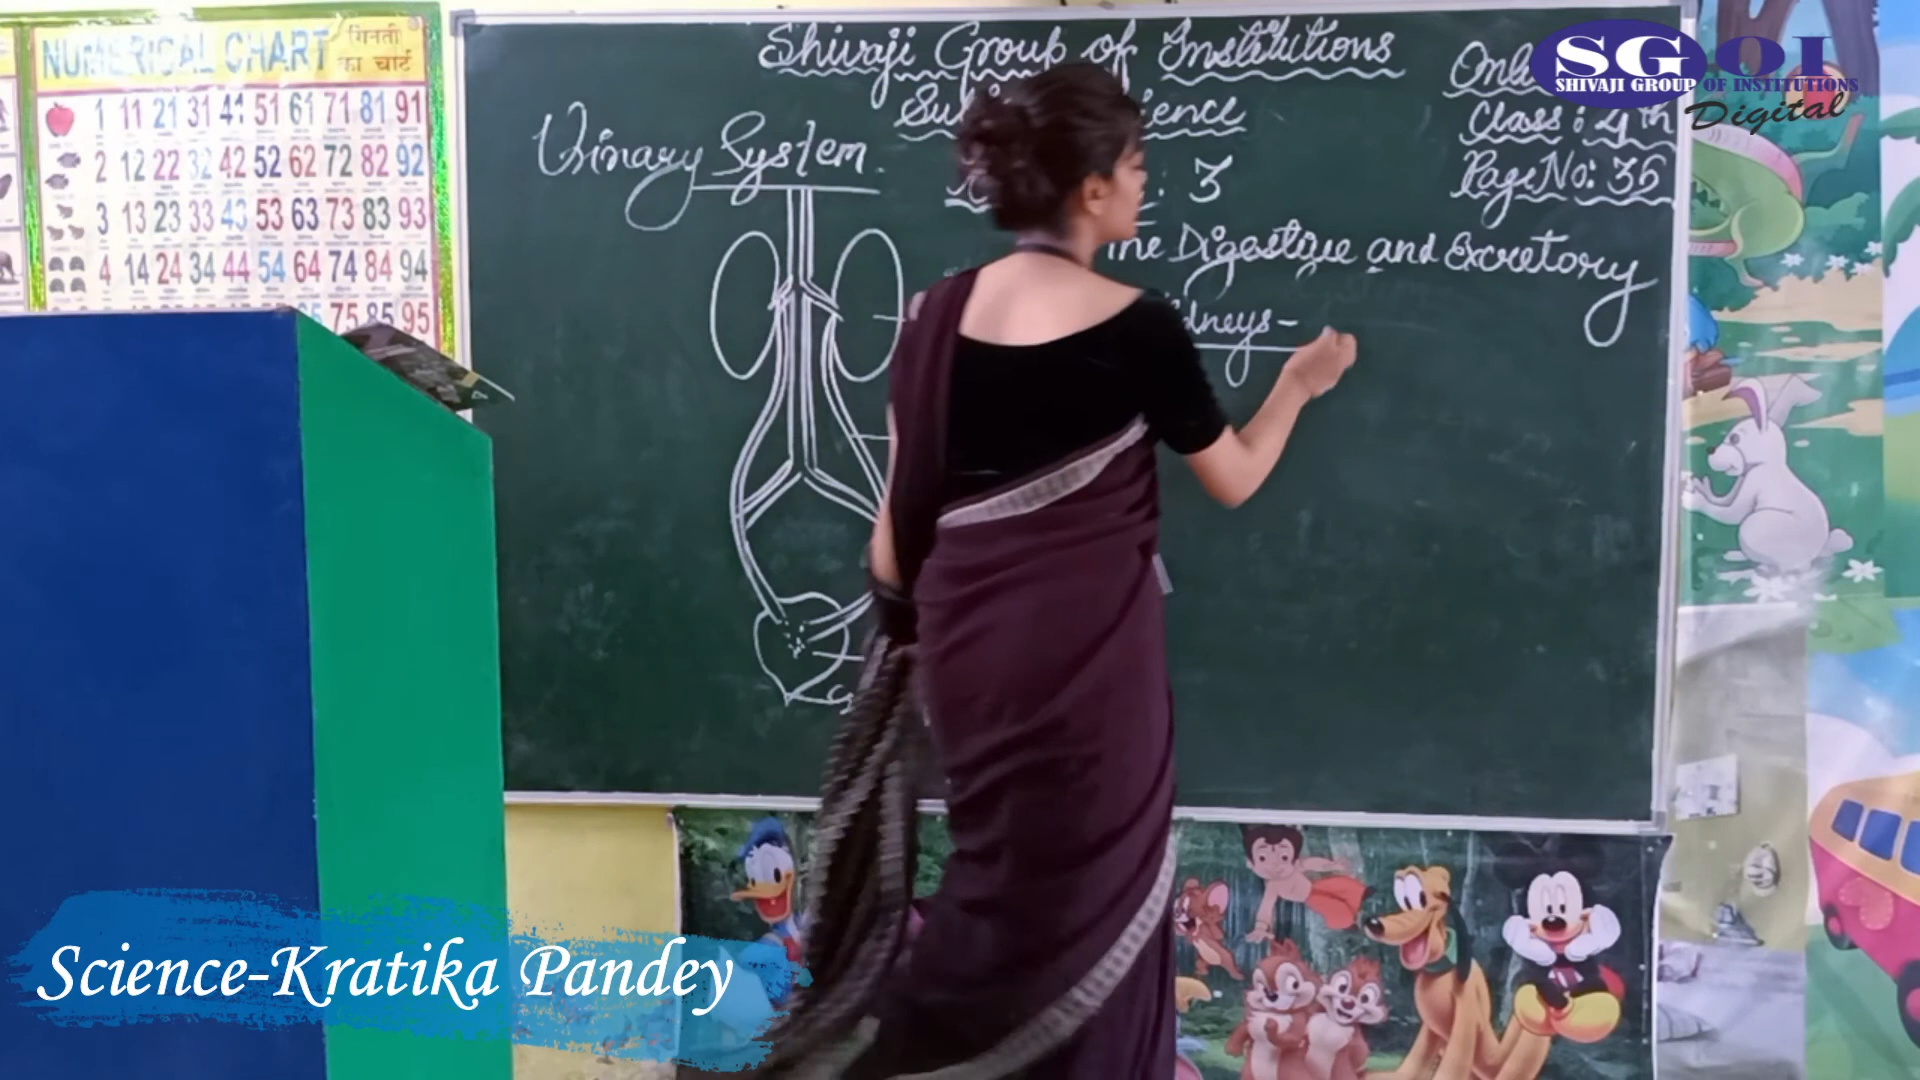 NUMERICAL CHART
गिनती
का चार्ट
1 11 21 31 41 51 61 71 81 91
2 12 22 32 42 52 62 72 82 92
3 13 23 33 43 53 63 73 83 93
4 14 24 34 44 54 64 74 84 94
75 85 95
Shivaji Group of Institutions
Class : 4th
Page No: 36
: 3
Urinary System.
The Digestive and Excretory
SGOI
SHIVAJI GROUP OF INSTITUTIONS
Digital
Science-Kratika Pandey